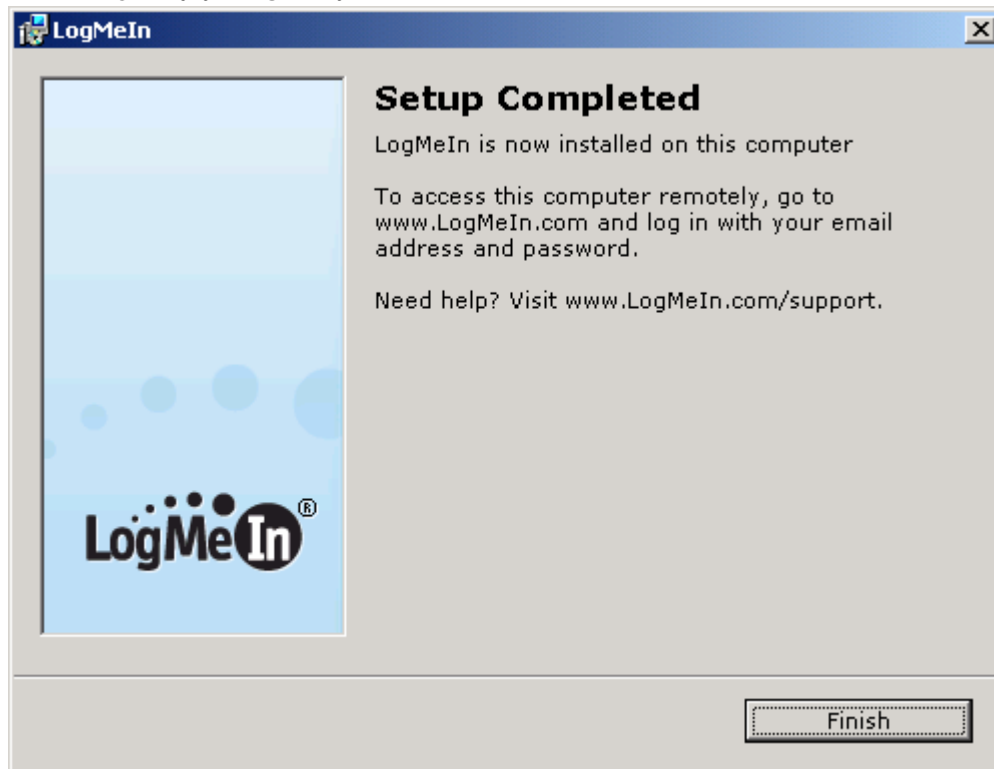 LogMeIn
Setup Completed
LogMeIn is now installed on this computer
To access this computer remotely, go to
www.LogMeIn.com and log in with your email
address and password.
Need help? Visit www.LogMeIn.com/support.
LogMeIn®
Finish